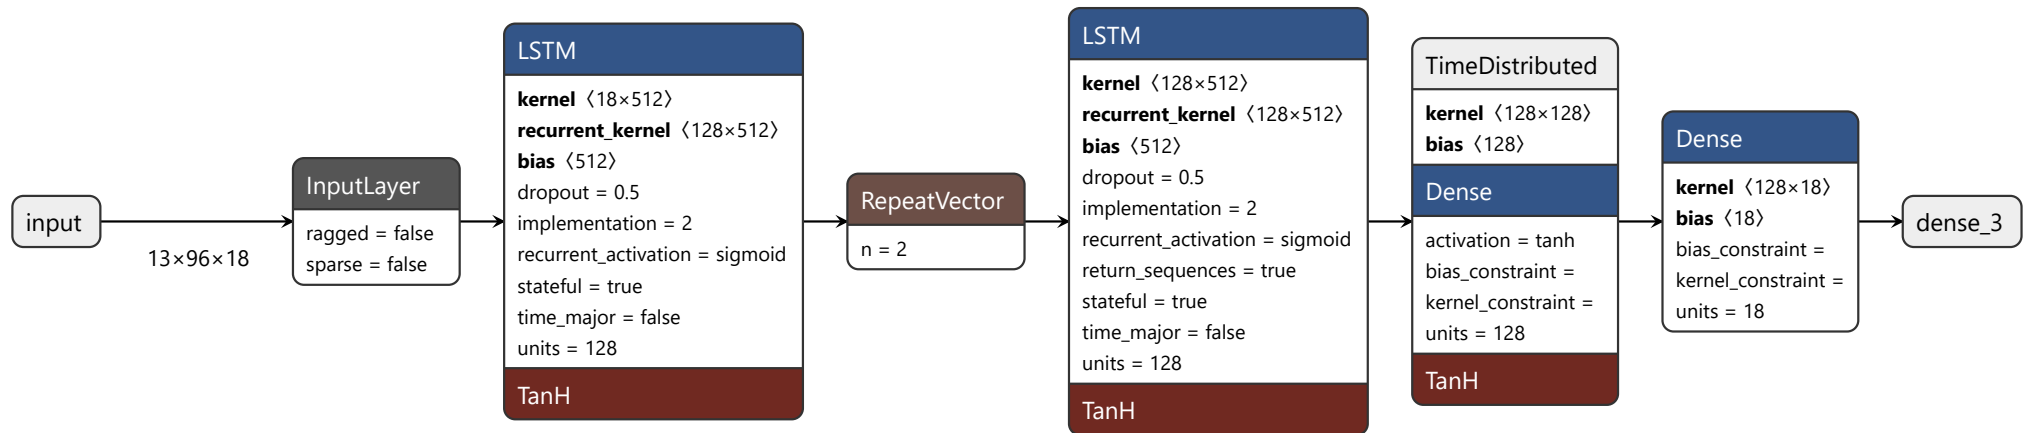 input
13×96×18
InputLayer
ragged = false
sparse = false
LSTM
kernel 〈18×512〉
recurrent_kernel 〈128×512〉
bias 〈512〉
dropout = 0.5
implementation = 2
recurrent_activation = sigmoid
stateful = true
time_major = false
units = 128
TanH
RepeatVector
n = 2
LSTM
kernel 〈128×512〉
recurrent_kernel 〈128×512〉
bias 〈512〉
dropout = 0.5
implementation = 2
recurrent_activation = sigmoid
return_sequences = true
stateful = true
time_major = false
units = 128
TanH
TimeDistributed
kernel 〈128×128〉
bias 〈128〉
Dense
activation = tanh
bias_constraint =
kernel_constraint =
units = 128
TanH
Dense
kernel 〈128×18〉
bias 〈18〉
bias_constraint =
kernel_constraint =
units = 18
dense_3